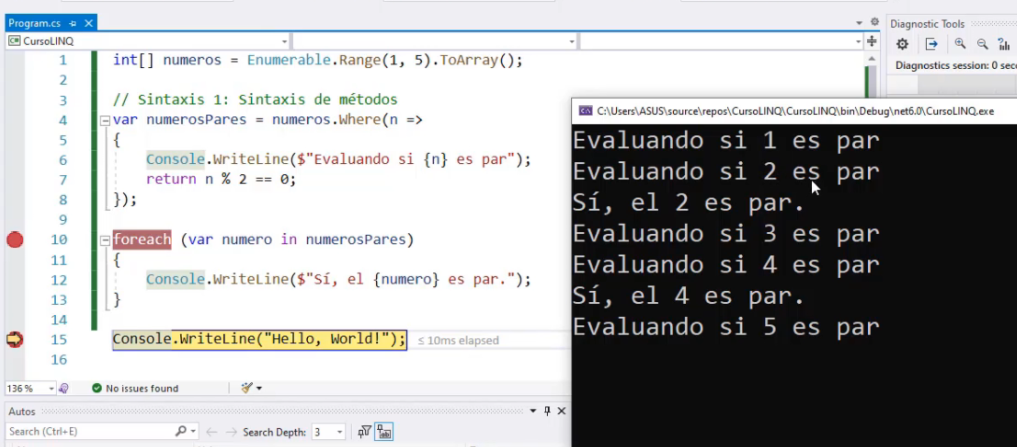 Program.cs
CursoLINQ
1 int[] numeros = Enumerable.Range(1, 5).ToArray();
2
3 // Sintaxis 1: Sintaxis de métodos
4 var numerosPares = numeros.Where(n =>
5 {
6 Console.WriteLine($"Evaluando si {n} es par");
7 return n % 2 == 0;
8 });
9
10 foreach (var numero in numerosPares)
11 {
12 Console.WriteLine($"Sí, el {numero} es par.");
13 }
14
15 Console.WriteLine("Hello, World!"); ≤ 10ms elapsed
16
136 % No issues found
Autos
Search (Ctrl+E) Search Depth: 3
Diagnostic Tools
Diagnostics session: 0 seco
C:\Users\ASUS\source\repos\CursoLINQ\CursoLINQ\bin\Debug\net6.0\CursoLINQ.exe
Evaluando si 1 es par
Evaluando si 2 es par
Sí, el 2 es par.
Evaluando si 3 es par
Evaluando si 4 es par
Sí, el 4 es par.
Evaluando si 5 es par